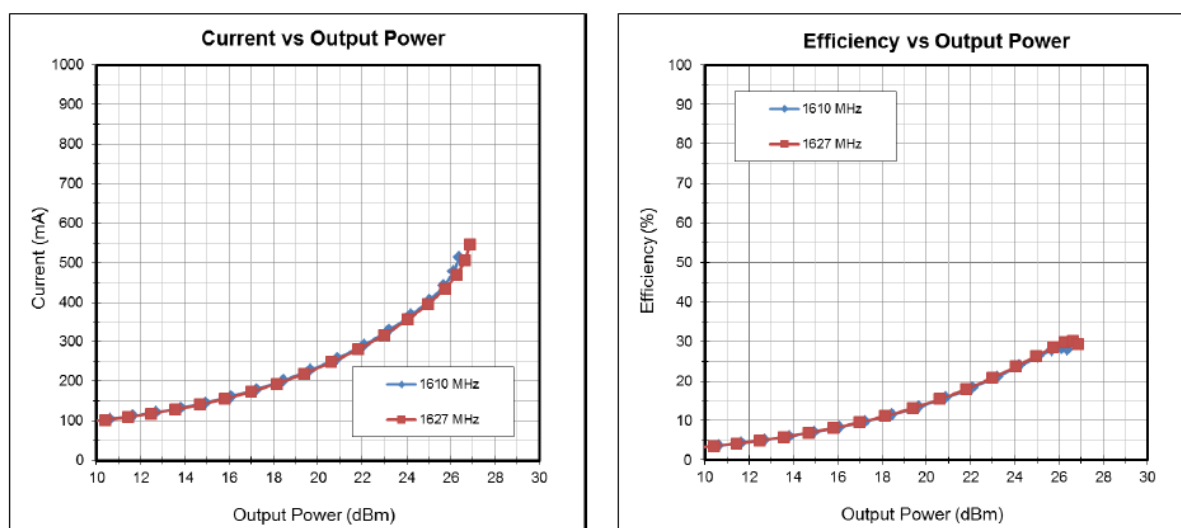 Current vs Output Power
1000
900
800
700
600
500
400
300
200
100
0
Current (mA)
1610 MHz
1627 MHz
10 12 14 16 18 20 22 24 26 28 30
Output Power (dBm)
Efficiency vs Output Power
100
90
80
70
60
50
40
30
20
10
0
Efficiency (%)
1610 MHz
1627 MHz
10 12 14 16 18 20 22 24 26 28 30
Output Power (dBm)